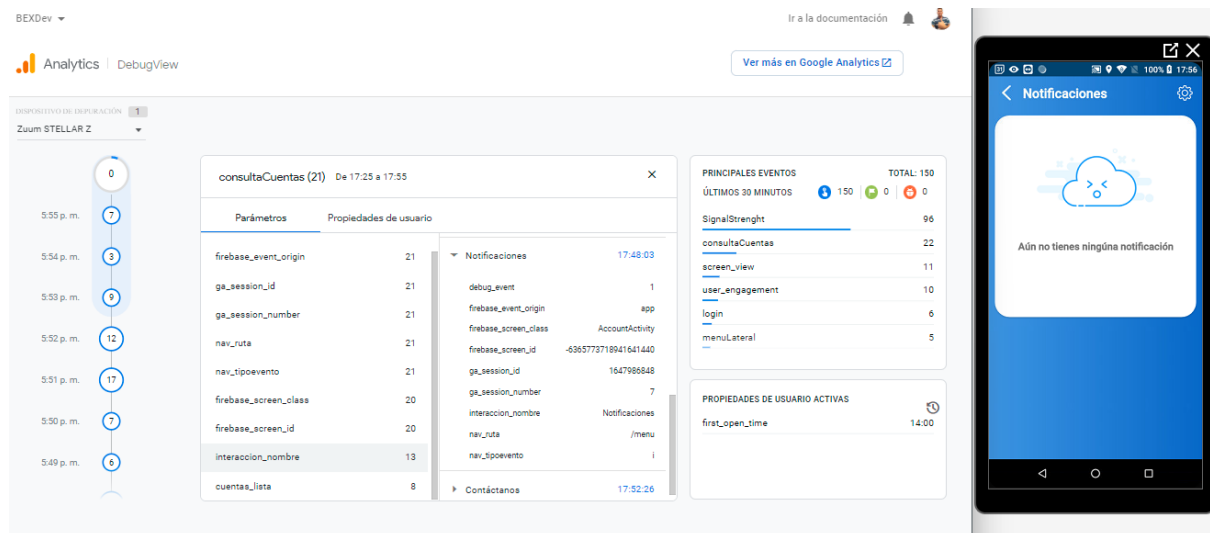 BEXDev
Ir a la documentación
Analytics DebugView
Ver más en Google Analytics
DISPOSITIVO DE DEPURACIÓN 1
Zuum STELLAR Z
0
5:55 p. m. 7
5:54 p. m. 3
5:53 p. m. 9
5:52 p. m. 12
5:51 p. m. 17
5:50 p. m. 7
5:49 p. m. 6
consultaCuentas (21) De 17:25 a 17:55
Parámetros Propiedades de usuario
firebase_event_origin 21
ga_session_id 21
ga_session_number 21
nav_ruta 21
nav_tipoevento 21
firebase_screen_class 20
firebase_screen_id 20
interaccion_nombre 13
cuentas_lista 8
Notificaciones 17:48:03
debug_event 1
firebase_event_origin app
firebase_screen_class AccountActivity
firebase_screen_id -6365773718941641440
ga_session_id 1647986848
ga_session_number 7
interaccion_nombre Notificaciones
nav_ruta /menu
nav_tipoevento i
Contáctanos 17:52:26
PRINCIPALES EVENTOS TOTAL: 150
ÚLTIMOS 30 MINUTOS 150 0 0
SignalStrenght 96
consultaCuentas 22
screen_view 11
user_engagement 10
login 6
menuLateral 5
PROPIEDADES DE USUARIO ACTIVAS
first_open_time 14:00
31 100% 17:56
Notificaciones
Aún no tienes ningúna notificación